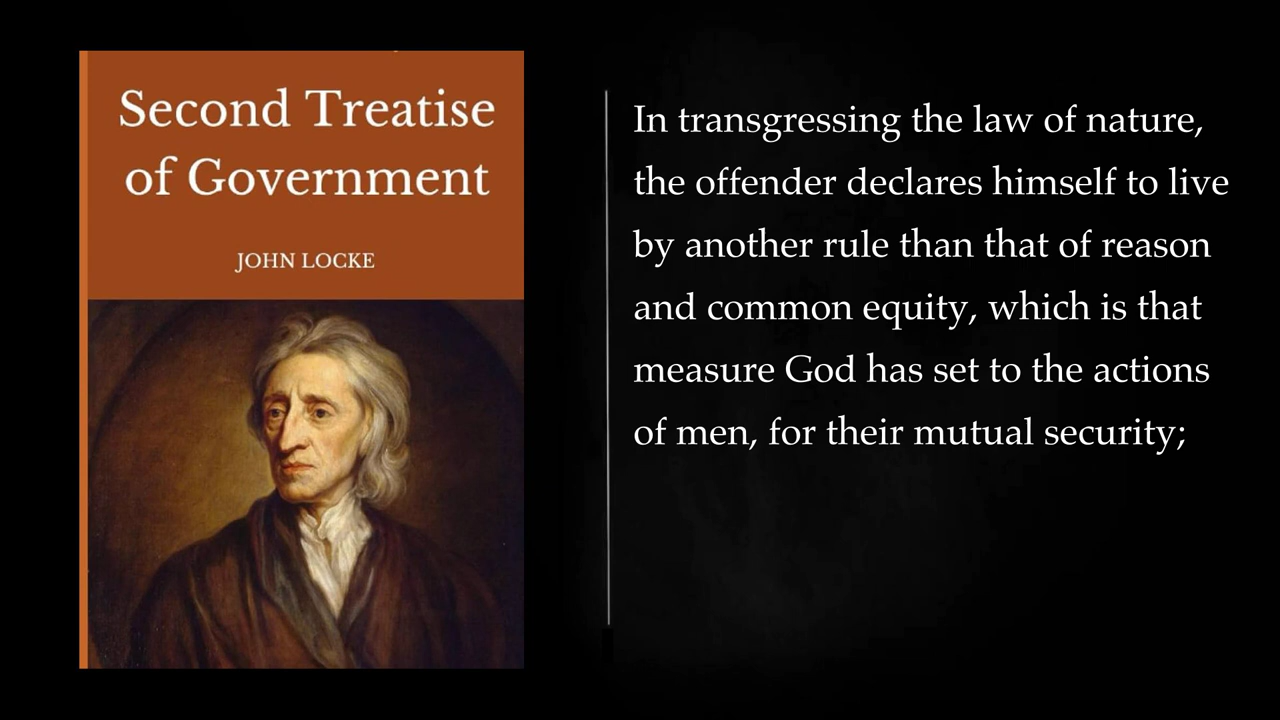 Second Treatise
of Government
JOHN LOCKE
In transgressing the law of nature,
the offender declares himself to live
by another rule than that of reason
and common equity, which is that
measure God has set to the actions
of men, for their mutual security;